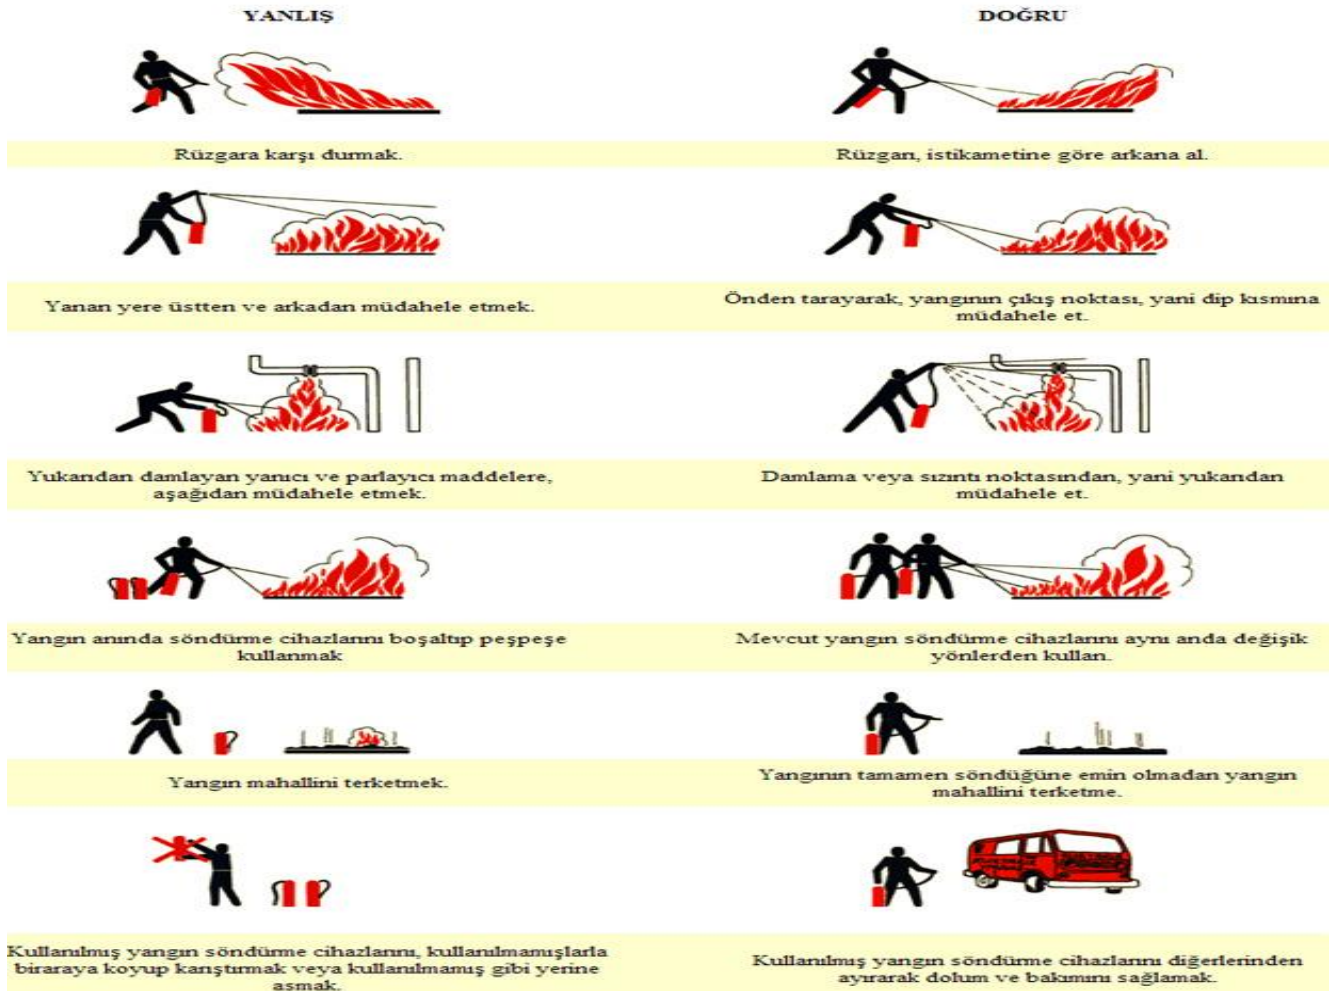 YANLIŞ
DOĞRU
Rüzgara karşı durmak.
Rüzgarı, istikametine göre arkana al.
Yanan yere üstten ve arkadan müdahele etmek.
Önden tarayarak, yangının çıkış noktası, yani dip kısmına
müdahele et.
Yukarıdan damlayan yanıcı ve parlayıcı maddelere,
aşağıdan müdahele etmek.
Damlama veya sızıntı noktasından, yani yukarıdan
müdahele et.
Yangın anında söndürme cihazlarını boşaltıp peşpeşe
kullanmak
Mevcut yangın söndürme cihazlarını aynı anda değişik
yönlerden kullan.
Yangın mahallini terketmek.
Yangının tamamen söndüğüne emin olmadan yangın
mahallini terketme.
Kullanılmış yangın söndürme cihazlarını, kullanılmamışlarla
biraraya koyup karıştırmak veya kullanılmamış gibi yerine
asmak.
Kullanılmış yangın söndürme cihazlarını diğerlerinden
ayırarak dolum ve bakımını sağlamak.